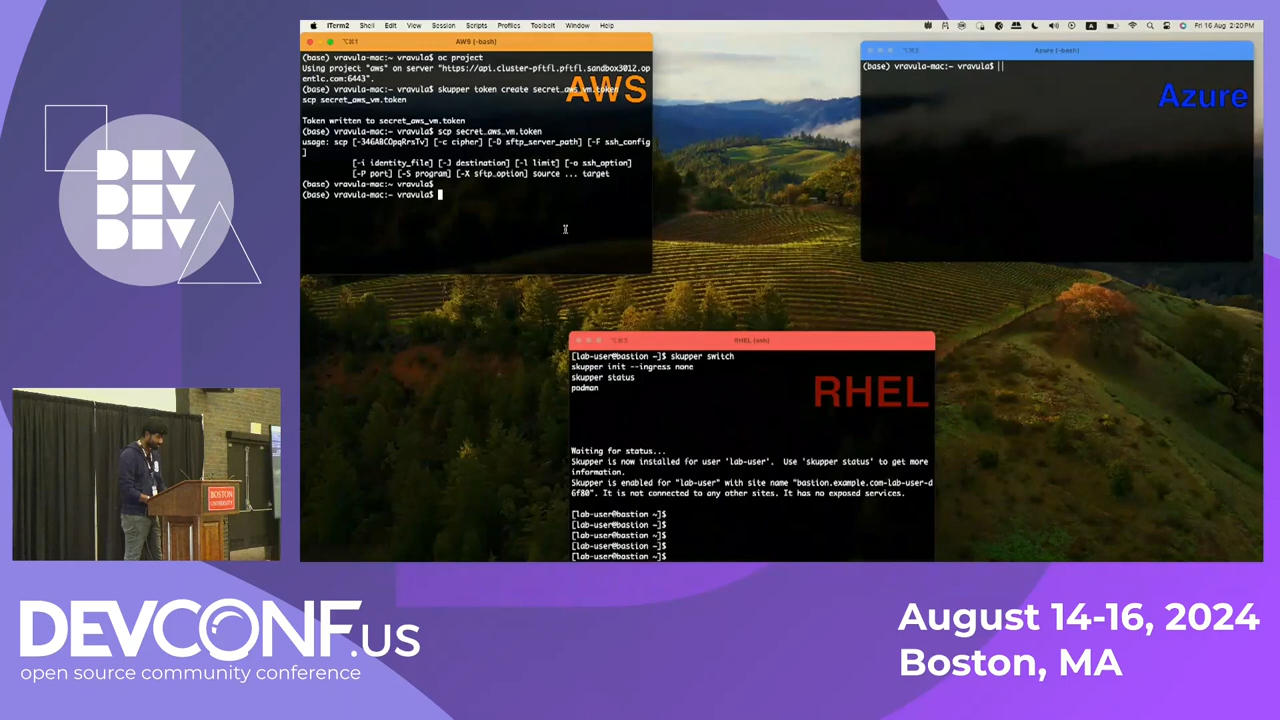 DEV
DEV
DEV
iTerm2 Shell Edit View Session Scripts Profiles Toolbelt Window Help
Fri 16 Aug 2:20PM
AWS (-bash)
(base) vravula-mac:~ vravula$ oc project
Using project "aws" on server "https://api.cluster-pftfl.pftfl.sandbox3012.op
entlc.com:6443".
(base) vravula-mac:~ vravula$ skupper token create secret_aws_vm.token
scp secret_aws_vm.token
AWS
Token written to secret_aws_vm.token
(base) vravula-mac:~ vravula$ scp secret_aws_vm.token
usage: scp [-346ABCOpqRrsTv] [-c cipher] [-D sftp_server_path] [-F ssh_config
]
[-i identity_file] [-J destination] [-l limit] [-o ssh_option]
[-P port] [-S program] [-X sftp_option] source ... target
(base) vravula-mac:~ vravula$
(base) vravula-mac:~ vravula$
Azure (-bash)
(base) vravula-mac:~ vravula$
Azure
RHEL (ssh)
[lab-user@bastion ~]$ skupper switch
skupper init --ingress none
skupper status
podman
RHEL
Waiting for status...
Skupper is now installed for user 'lab-user'. Use 'skupper status' to get more
information.
Skupper is enabled for "lab-user" with site name "bastion.example.com-lab-user-d
6f80". It is not connected to any other sites. It has no exposed services.
[lab-user@bastion ~]$
[lab-user@bastion ~]$
[lab-user@bastion ~]$
[lab-user@bastion ~]$
[lab-user@bastion ~]$
BOSTON
UNIVERSITY
DEVCONF.US
open source community conference
August 14-16, 2024
Boston, MA